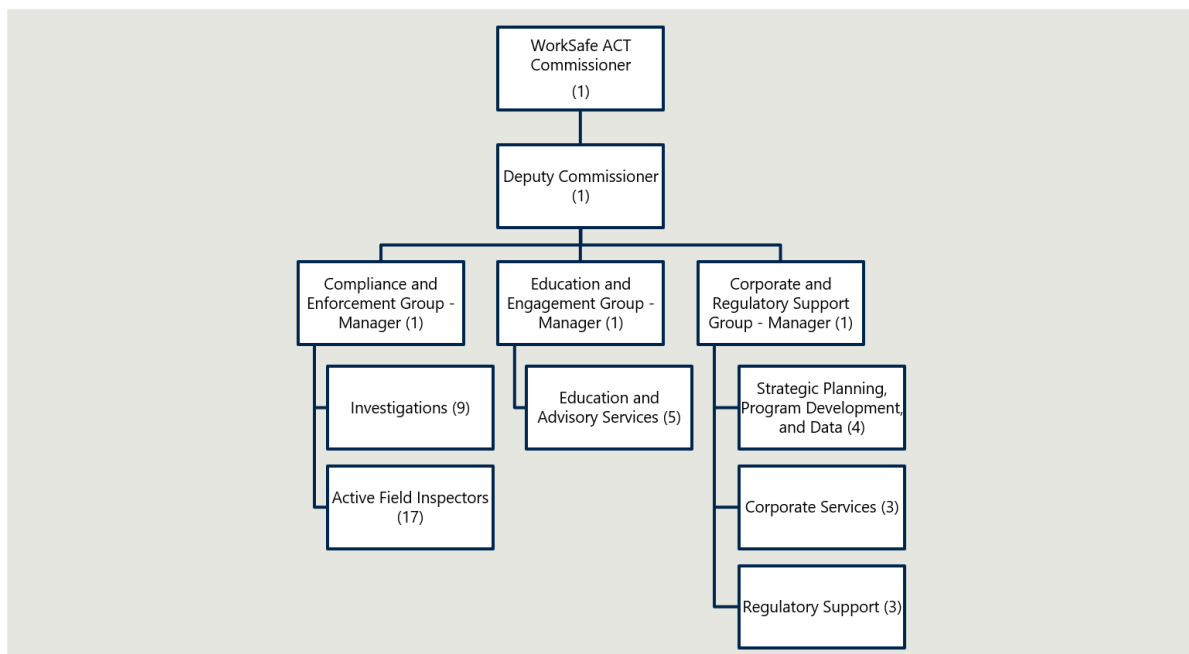 WorkSafe ACT
Commissioner
(1)
Deputy Commissioner
(1)
Compliance and
Enforcement Group -
Manager (1)
Education and
Engagement Group -
Manager (1)
Corporate and
Regulatory Support
Group - Manager (1)
Investigations (9)
Active Field Inspectors
(17)
Education and
Advisory Services (5)
Strategic Planning,
Program Development,
and Data (4)
Corporate Services (3)
Regulatory Support (3)